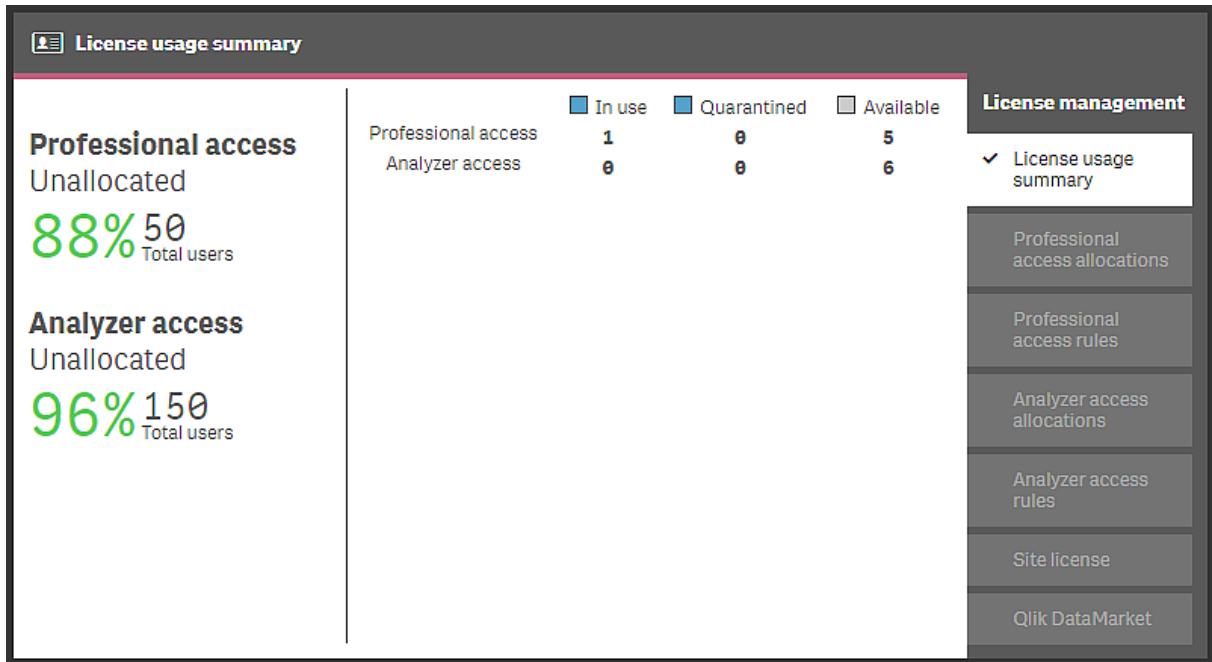 License usage summary
Professional access
Unallocated
88% 50
Total users
Analyzer access
Unallocated
96% 150
Total users
In use Quarantined Available
Professional access 1 0 5
Analyzer access 0 0 6
License management
License usage
summary
Professional
access allocations
Professional
access rules
Analyzer access
allocations
Analyzer access
rules
Site license
Qlik DataMarket